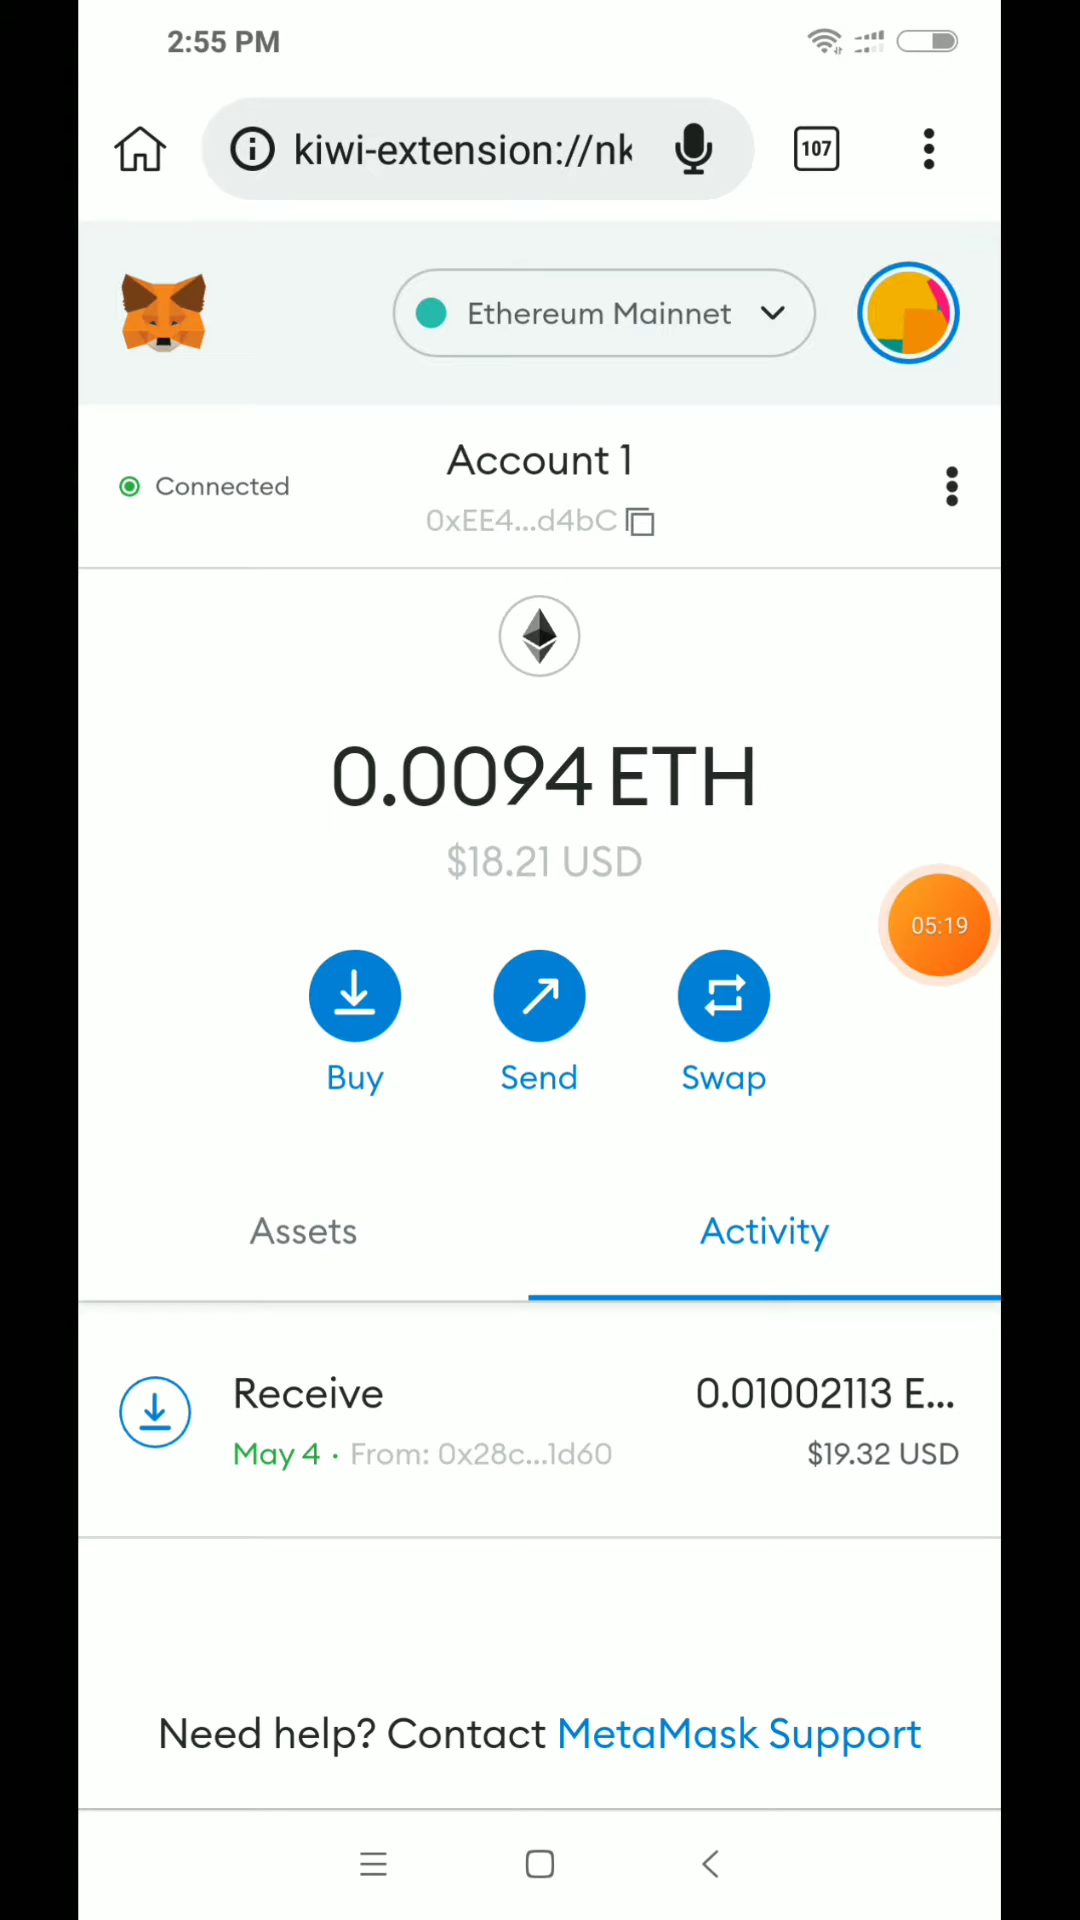 2:55 PM
kiwi-extension://nk
107
Ethereum Mainnet
Connected
Account 1
0xEE4...d4bC
0.0094 ETH
$18.21 USD
05:19
Buy
Send
Swap
Assets
Activity
Receive
0.01002113 E...
May 4 · From: 0x28c...1d60
$19.32 USD
Need help? Contact MetaMask Support